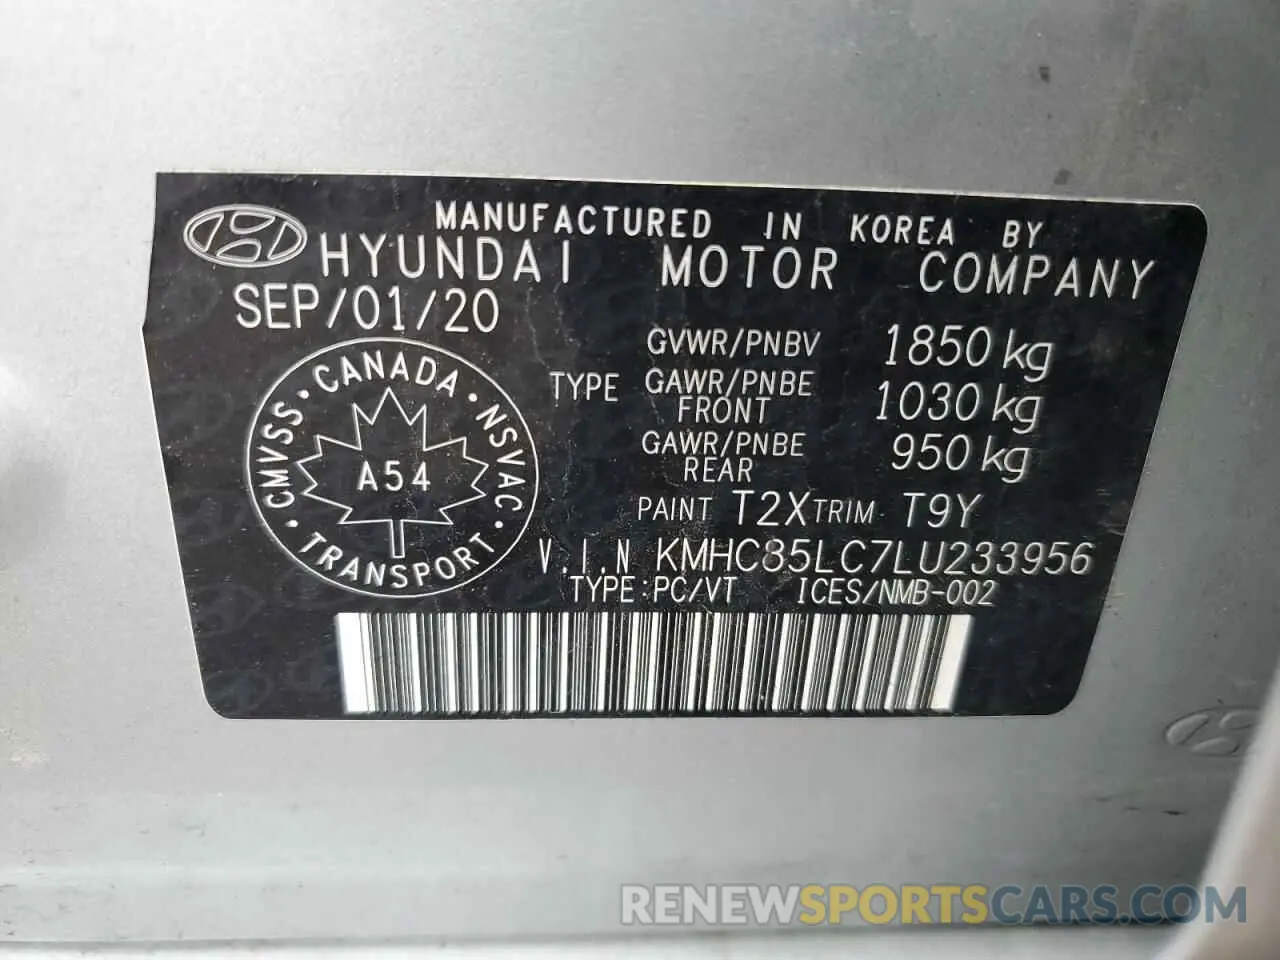 MANUFACTURED IN KOREA BY
HYUNDAI MOTOR COMPANY
SEP/01/20
GVWR/PNBV 1850 kg
TYPE GAWR/PNBE FRONT 1030 kg
GAWR/PNBE REAR 950 kg
PAINT T2X TRIM T9Y
V.I.N KMHC85LC7LU233956
TYPE:PC/VT ICES/NMB-002
CANADA · NSVAC · TRANSPORT · CMVSS ·
A54
RENEWSPORTSCARS.COM